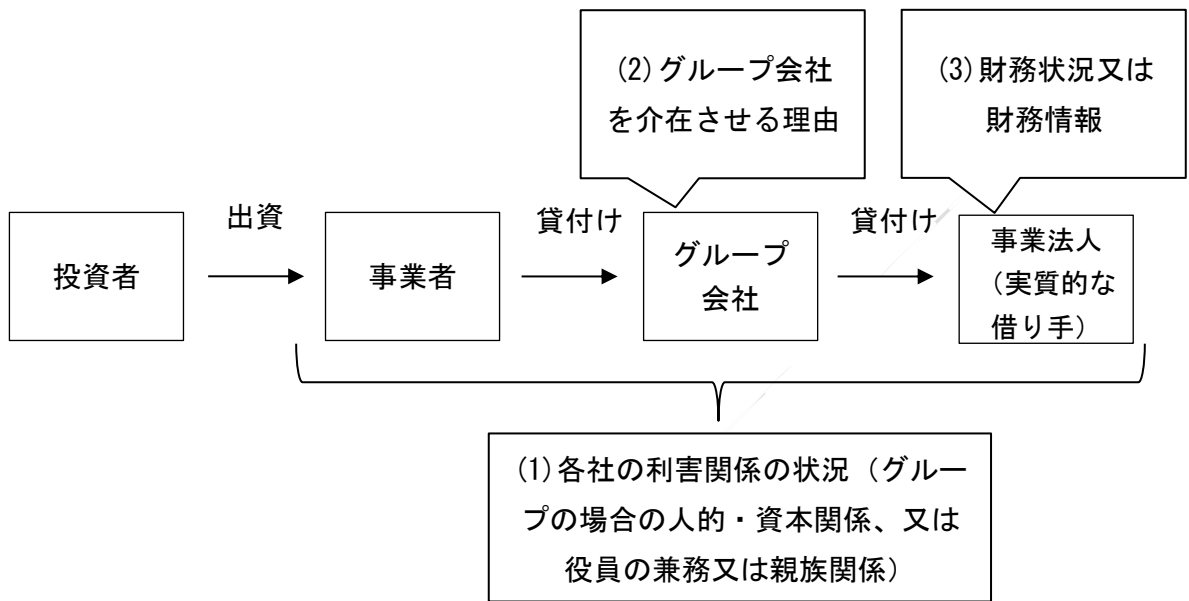 (2)グループ会社
を介在させる理由
(3)財務状況又は
財務情報
出資
貸付け
貸付け
投資者
事業者
グループ
会社
事業法人
(実質的な
借り手)
(1)各社の利害関係の状況(グルー
プの場合の人的・資本関係、又は
役員の兼務又は親族関係)